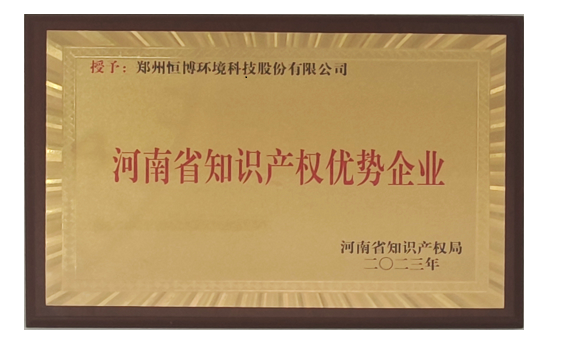 授予：郑州恒博环境科技股份有限公司
河南省知识产权优势企业
河南省知识产权局
二〇二三年